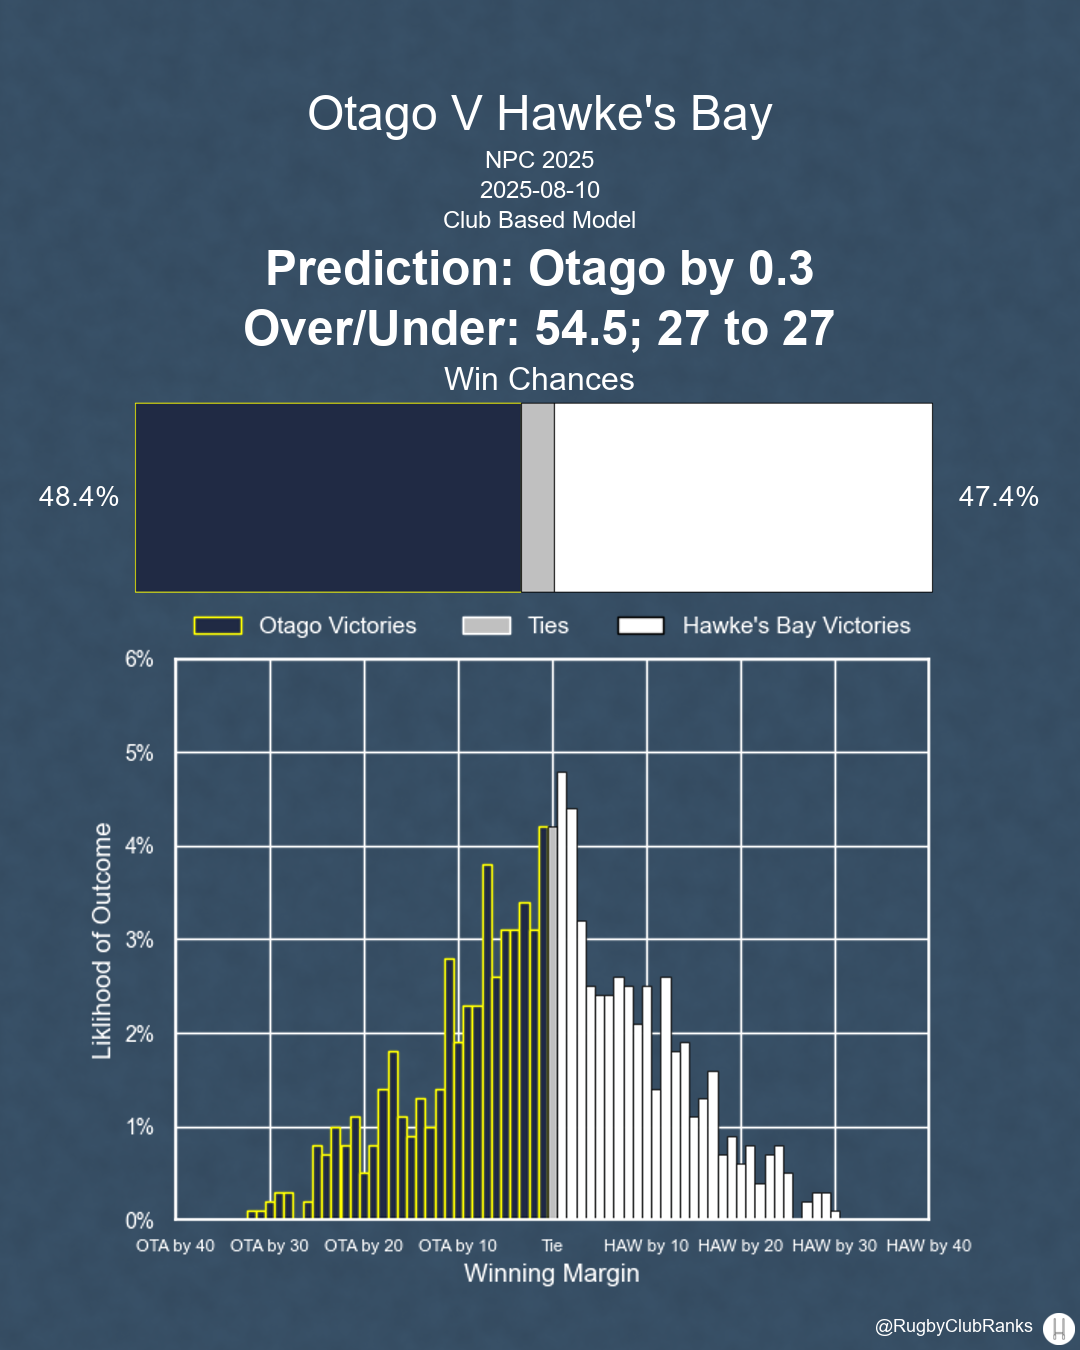 Otago V Hawke's Bay
NPC 2025
2025-08-10
Club Based Model
Prediction: Otago by 0.3
Over/Under: 54.5; 27 to 27
Win Chances
48.4%
47.4%
Otago Victories
Ties
Hawke's Bay Victories
6%
5%
4%
3%
2%
1%
0%
Liklihood of Outcome
OTA by 40
OTA by 30
OTA by 20
OTA by 10
Tie
HAW by 10
HAW by 20
HAW by 30
HAW by 40
Winning Margin
@RugbyClubRanks